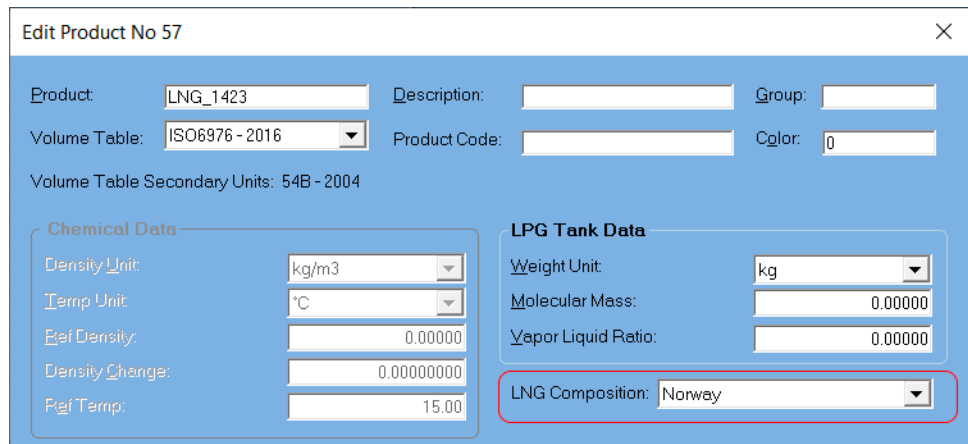 Edit Product No 57
Product: LNG_1423 Description: Group:
Volume Table: ISO6976 - 2016 Product Code: Color: 0
Volume Table Secondary Units: 54B - 2004
Chemical Data
Density Unit: kg/m3
Temp Unit: °C
Ref Density: 0.00000
Density Change: 0.00000000
Ref Temp: 15.00
LPG Tank Data
Weight Unit: kg
Molecular Mass: 0.00000
Vapor Liquid Ratio: 0.00000
LNG Composition: Norway